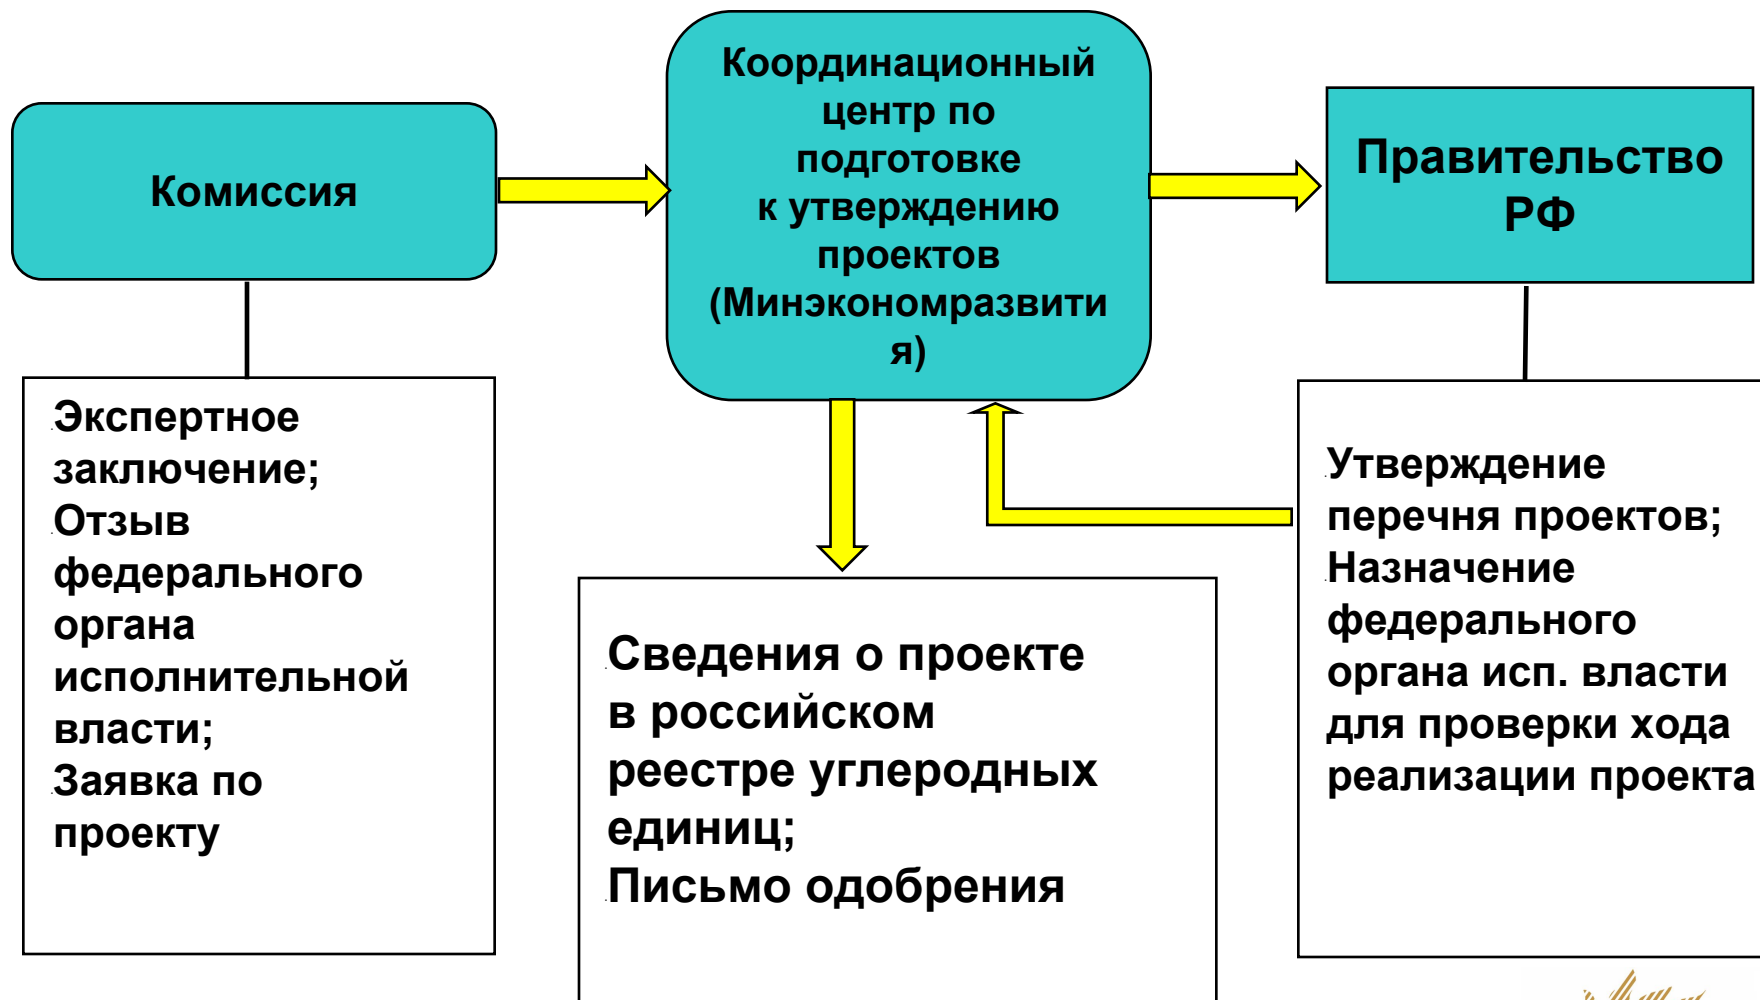 Комиссия
Координационный
центр по
подготовке
к утверждению
проектов
(Минэкономразвити
я)
Правительство
РФ
Экспертное
заключение;
Отзыв
федерального
органа
исполнительной
власти;
Заявка по
проекту
Сведения о проекте
в российском
реестре углеродных
единиц;
Письмо одобрения
Утверждение
перечня проектов;
Назначение
федерального
органа исп. власти
для проверки хода
реализации проекта